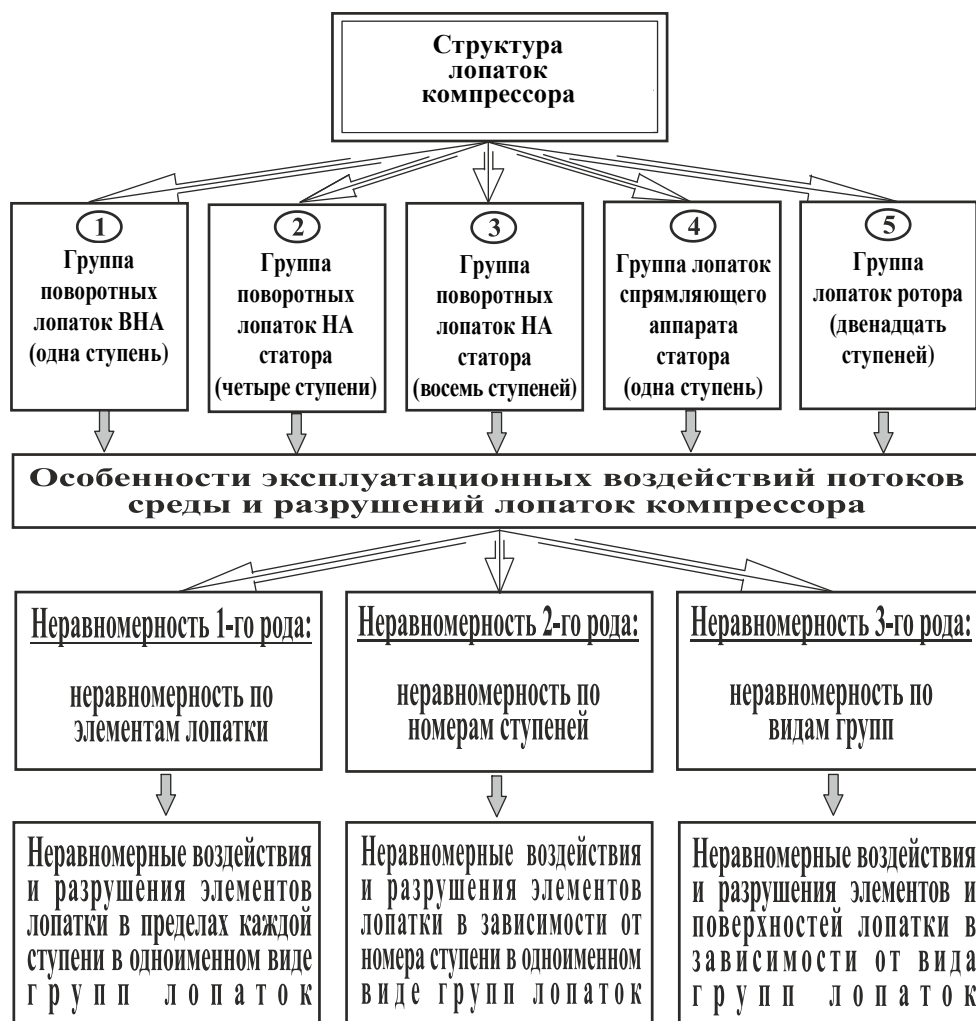 Структура
лопаток
компрессора
1
Группа
поворотных
лопаток ВНА
(одна ступень)
2
Группа
поворотных
лопаток НА
статора
(четыре ступени)
3
Группа
поворотных
лопаток НА
статора
(восемь ступеней)
4
Группа лопаток
спрямляющего
аппарата
статора
(одна ступень)
5
Группа
лопаток ротора
(двенадцать
ступеней)
Особенности эксплуатационных воздействий потоков
среды и разрушений лопаток компрессора
Неравномерность 1-го рода:
неравномерность по
элементам лопатки
Неравномерность 2-го рода:
неравномерность по
номерам ступеней
Неравномерность 3-го рода:
неравномерность по
видам групп
Неравномерные воздействия
и разрушения элементов
лопатки в пределах каждой
ступени в одноименном виде
групп лопаток
Неравномерные воздействия
и разрушения элементов
лопатки в зависимости от
номера ступени в одноименном
виде групп лопаток
Неравномерные воздействия
и разрушения элементов и
поверхностей лопатки в
зависимости от вида
групп лопаток